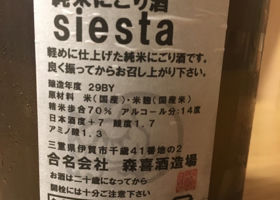 純米にごり酒
siesta
軽めに仕上げた純米にごり酒です。
良く振ってからお召し上がり下さい。
醸造年度 29BY
原材料 米(国産)・米麹(国産米)
精米歩合70% アルコール分:14度
日本酒度+7 酸度1.7
アミノ酸1.3
三重県伊賀市千歳41番地の2
合名会社 森喜酒造場
お酒は二十歳になってから
開栓には十分ご注意下さい